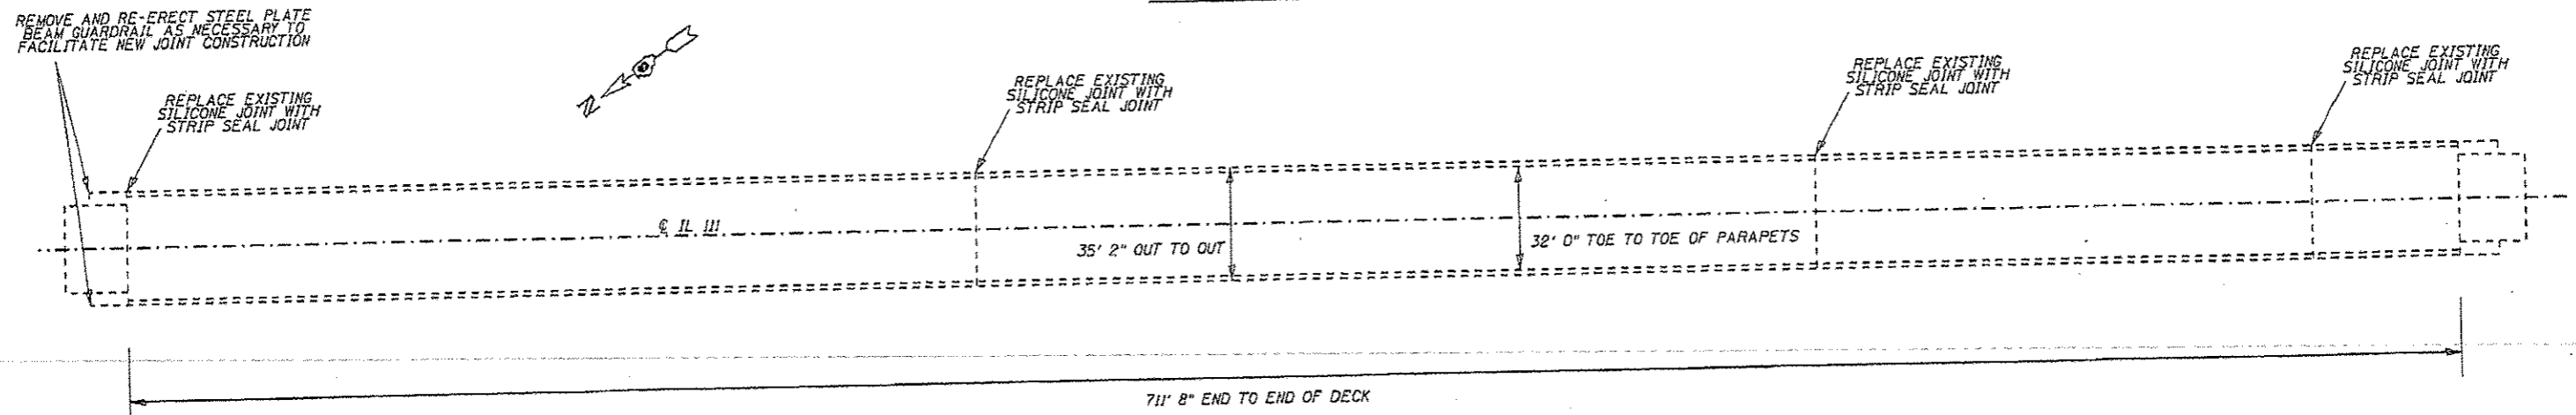 REMOVE AND RE-ERECT STEEL PLATE
BEAM GUARDRAIL AS NECESSARY TO
FACILITATE NEW JOINT CONSTRUCTION
REPLACE EXISTING
SILICONE JOINT WITH
STRIP SEAL JOINT
N
REPLACE EXISTING
SILICONE JOINT WITH
STRIP SEAL JOINT
REPLACE EXISTING
SILICONE JOINT WITH
STRIP SEAL JOINT
REPLACE EXISTING
SILICONE JOINT WITH
STRIP SEAL JOINT
℄ IL 111
35' 2" OUT TO OUT
32' 0" TOE TO TOE OF PARAPETS
711' 8" END TO END OF DECK